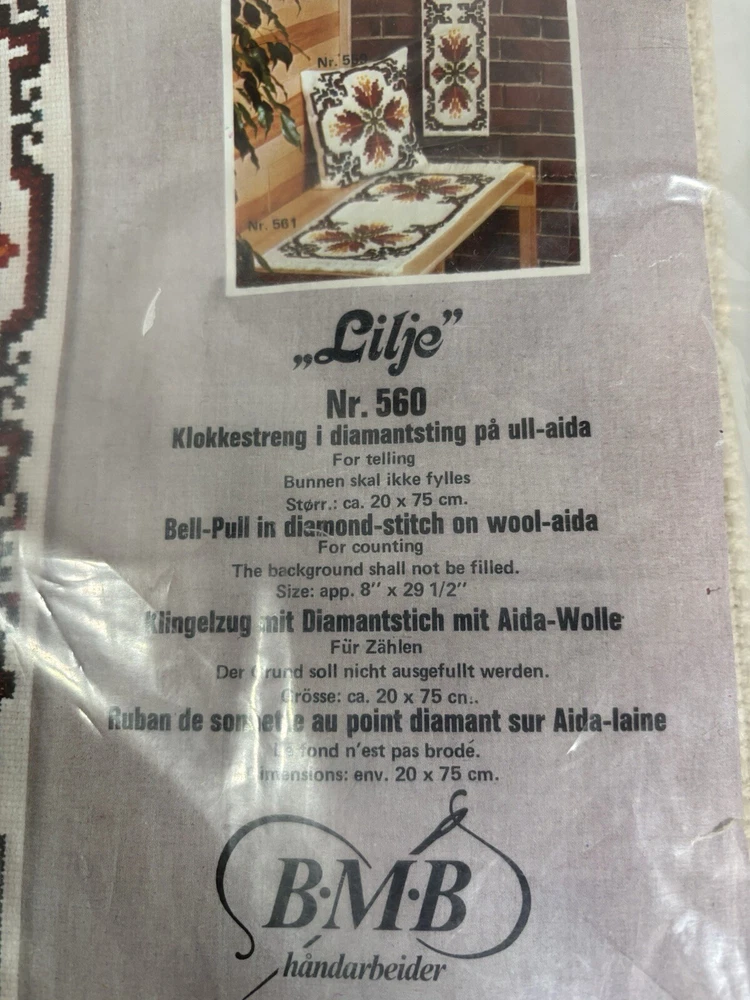 Nr. 561
„Lilje”
Nr. 560
Klokkestreng i diamantsting på ull-aida
For telling
Bunnen skal ikke fylles
Størr.: ca. 20 x 75 cm.
Bell-Pull in diamond-stitch on wool-aida
For counting
The background shall not be filled.
Size: app. 8” x 29 1/2”
Klingelzug mit Diamantstich mit Aida-Wolle
Für Zählen
Der Grund soll nicht ausgefullt werden.
Grösse: ca. 20 x 75 cm.
Ruban de sonnette au point diamant sur Aida-laine
Le fond n’est pas brodé.
Dimensions: env. 20 x 75 cm.
B·M·B
håndarbeider